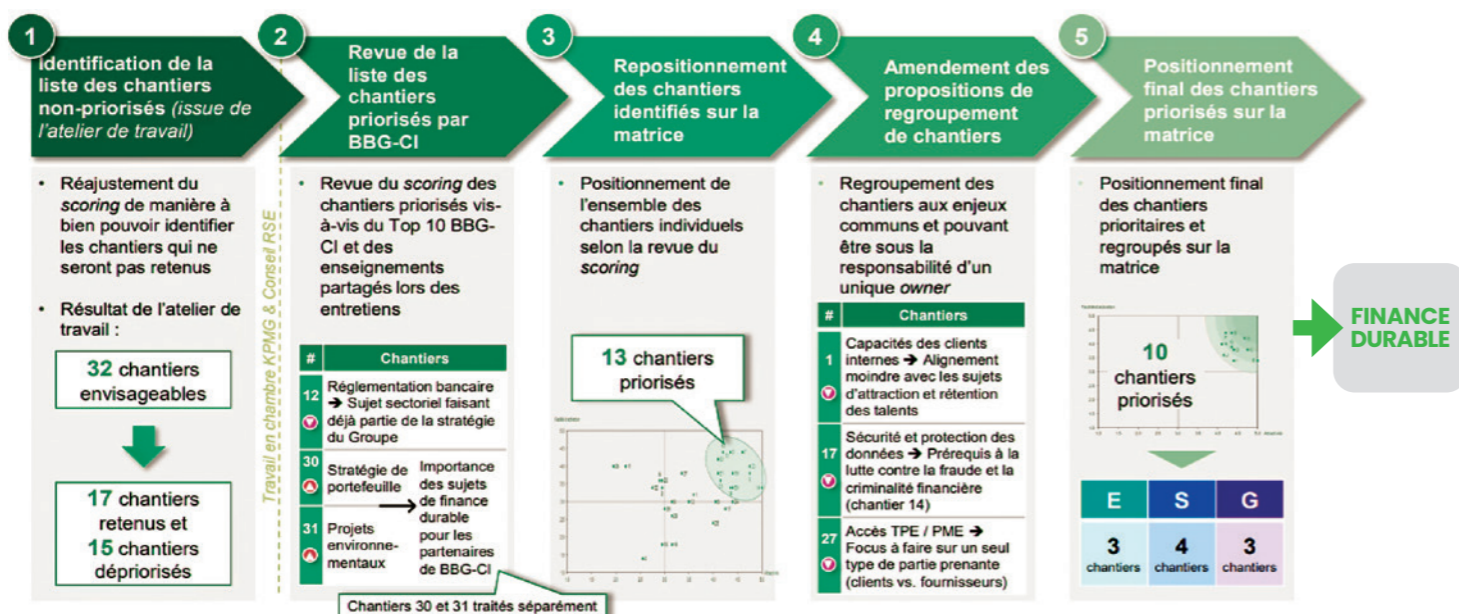 1
Identification de la
liste des chantiers
non-priorisés (issue de
l'atelier de travail)
• Réajustement du
scoring de manière à
bien pouvoir identifier
les chantiers qui ne
seront pas retenus
• Résultat de l'atelier de
travail :
32 chantiers
envisageables
17 chantiers
retenus et
15 chantiers
dépriorisés
Travail en chambre KPMG & Conseil RSE
2
Revue de la
liste des
chantiers
priorisés par
BBG-CI
• Revue du scoring des
chantiers priorisés vis-
à-vis du Top 10 BBG-
CI et des
enseignements
partagés lors des
entretiens
# Chantiers
12 Réglementation bancaire
➔ Sujet sectoriel faisant
déjà partie de la stratégie
du Groupe
30 Stratégie de
portefeuille
31 Projets
environne-
mentaux
Importance
des sujets
de finance
durable
pour les
partenaires
de BBG-CI
Chantiers 30 et 31 traités séparément
3
Repositionnement
des chantiers
identifiés sur la
matrice
• Positionnement de
l'ensemble des
chantiers individuels
selon la revue du
scoring
13 chantiers
priorisés
4
Amendement des
propositions de
regroupement
de chantiers
• Regroupement des
chantiers aux enjeux
communs et pouvant
être sous la
responsabilité d'un
unique owner
# Chantiers
1 Capacités des clients
internes ➔ Alignement
moindre avec les sujets
d'attraction et rétention
des talents
17 Sécurité et protection des
données ➔ Prérequis à la
lutte contre la fraude et la
criminalité financière
(chantier 14)
27 Accès TPE / PME ➔
Focus à faire sur un seul
type de partie prenante
(clients vs. fournisseurs)
5
Positionnement
final des chantiers
priorisés sur la
matrice
• Positionnement final
des chantiers
prioritaires et
regroupés sur la
matrice
10
chantiers
priorisés
E S G
3 4 3
chantiers chantiers chantiers
FINANCE
DURABLE